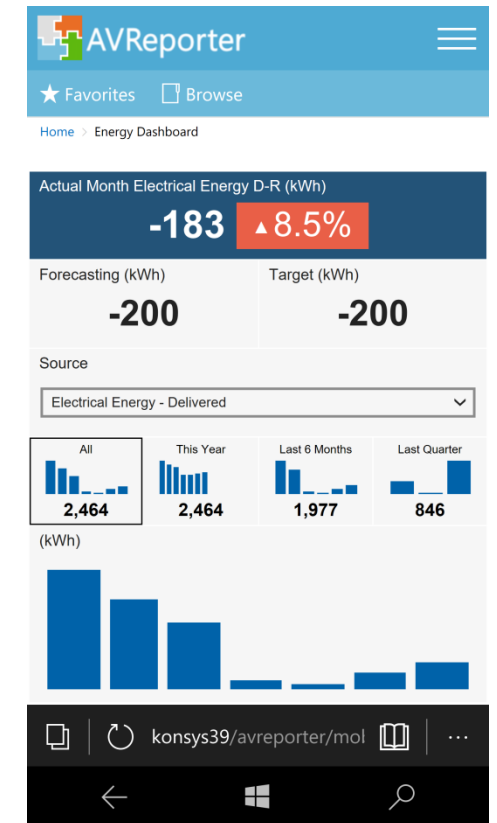 AVReporter
Favorites Browse
Home > Energy Dashboard
Actual Month Electrical Energy D-R (kWh)
-183 ▲8.5%
Forecasting (kWh) Target (kWh)
-200 -200
Source
Electrical Energy - Delivered
All This Year Last 6 Months Last Quarter
2,464 2,464 1,977 846
(kWh)
konsys39/avreporter/mol